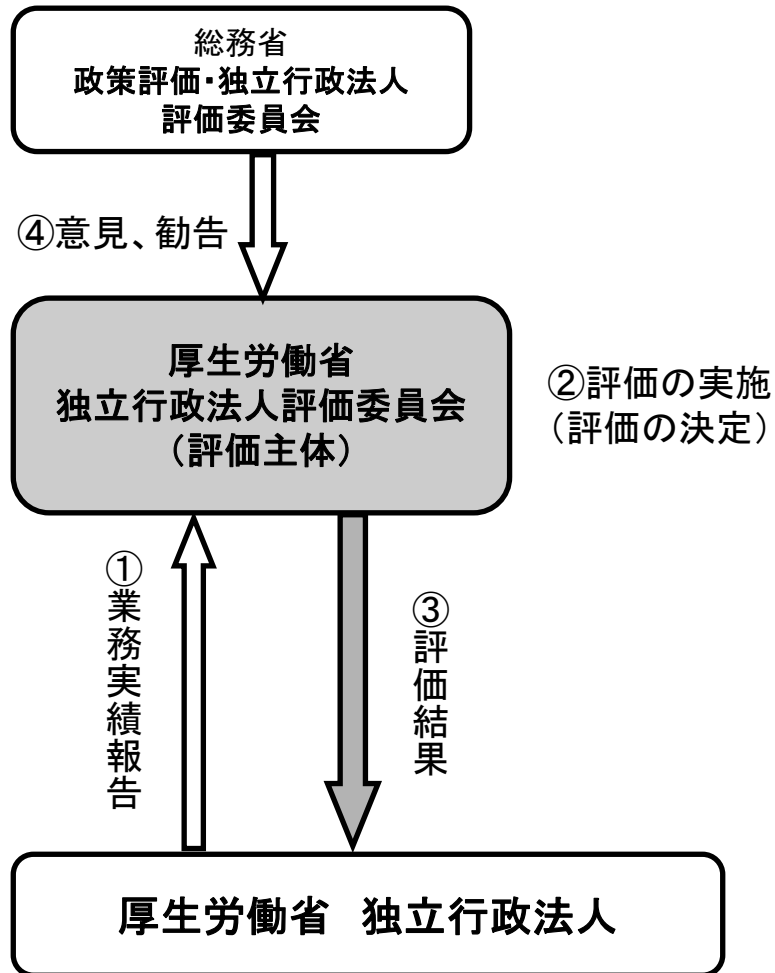 総務省
政策評価・独立行政法人
評価委員会
④意見、勧告
厚生労働省
独立行政法人評価委員会
（評価主体）
②評価の実施
（評価の決定）
①業務実績報告
③評価結果
厚生労働省　独立行政法人